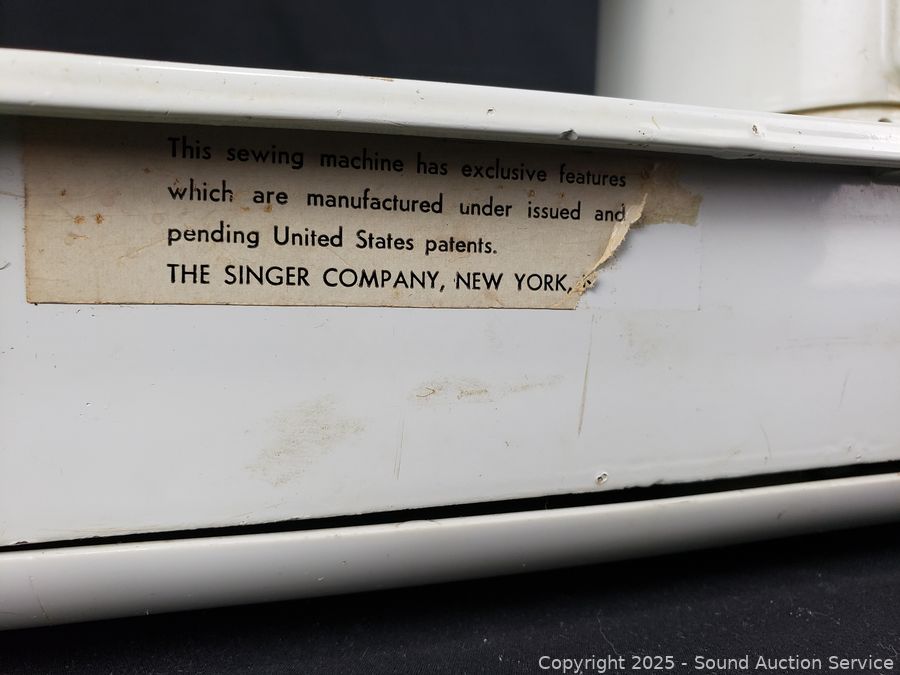 This sewing machine has exclusive features
which are manufactured under issued and
pending United States patents.
THE SINGER COMPANY, NEW YORK,
Copyright 2025 - Sound Auction Service